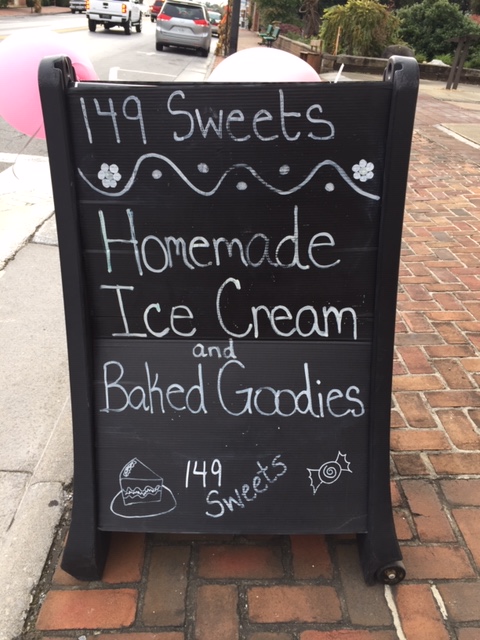 149 Sweets
Homemade
Ice Cream
and
Baked Goodies
149
Sweets